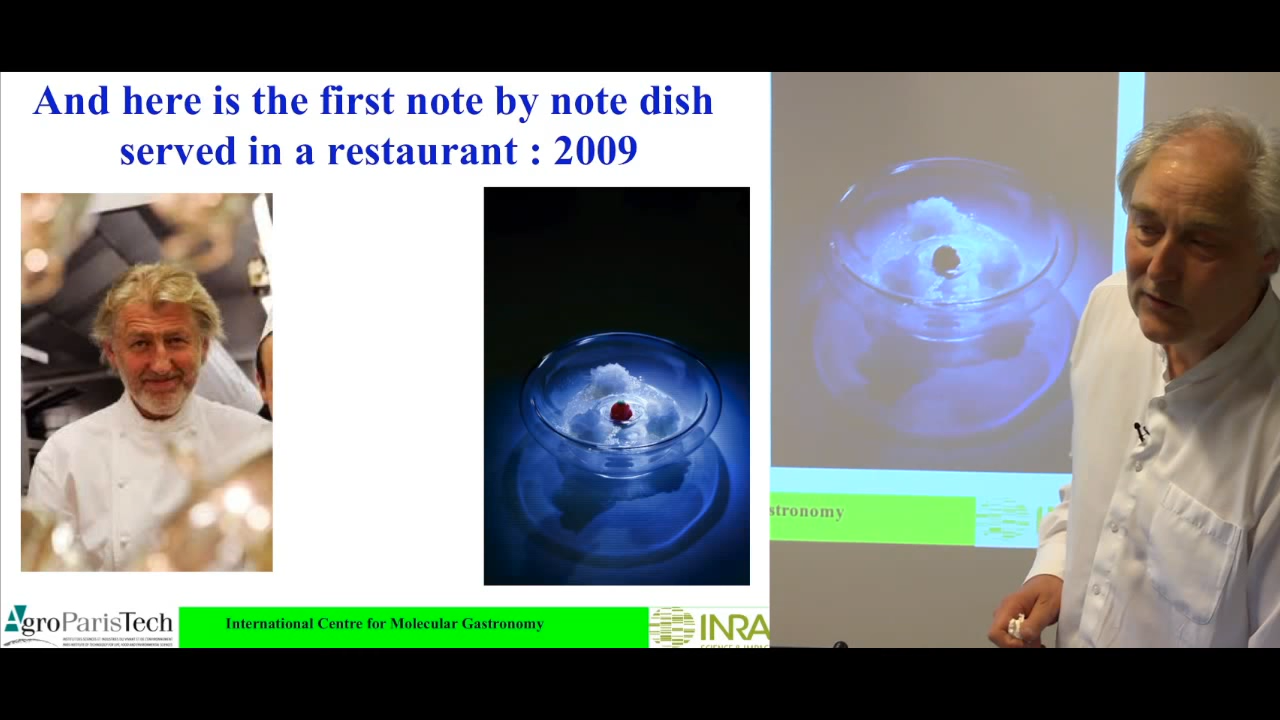 And here is the first note by note dish
served in a restaurant : 2009
AgroParisTech
International Centre for Molecular Gastronomy
INRA
stronomy